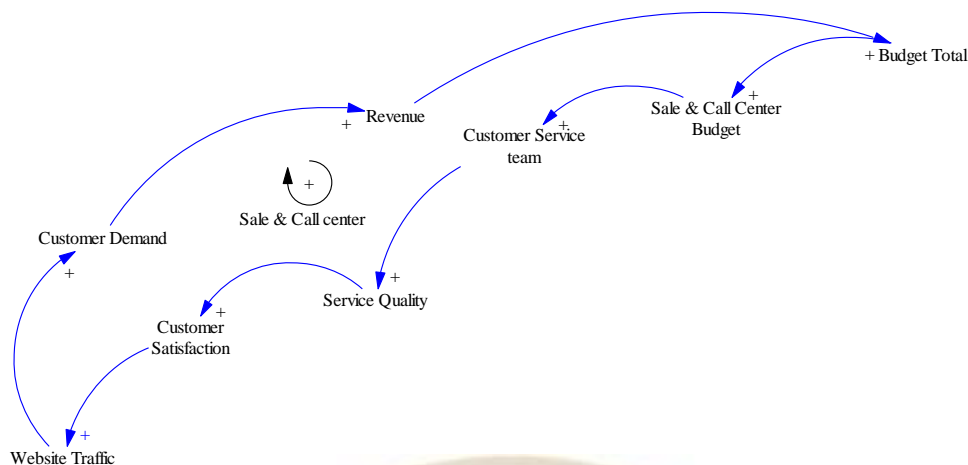 + Budget Total
+
Sale & Call Center
Budget
+
Revenue
+
Customer Service
team
+
Sale & Call center
Customer Demand
+
+
Service Quality
+
Customer
Satisfaction
+
Website Traffic